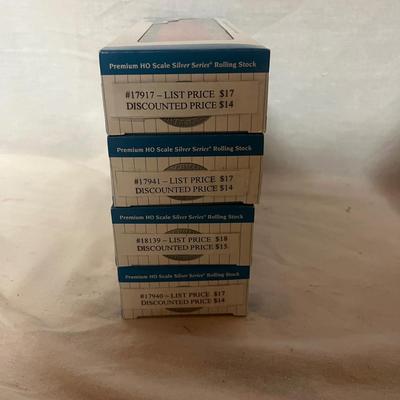 Premium HO Scale Silver Series® Rolling Stock
#17917 – LIST PRICE $17
DISCOUNTED PRICE $14
Premium HO Scale Silver Series® Rolling Stock
#17941 – LIST PRICE $17
DISCOUNTED PRICE $14
Premium HO Scale Silver Series® Rolling Stock
#18139 – LIST PRICE $18
DISCOUNTED PRICE $15
Premium HO Scale Silver Series® Rolling Stock
#17940 – LIST PRICE $17
DISCOUNTED PRICE $14